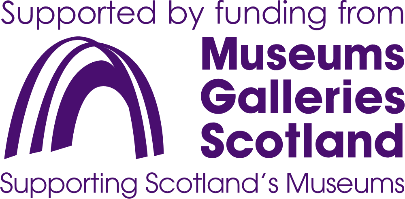 Supported by funding from
Museums
Galleries
Scotland
Supporting Scotland's Museums